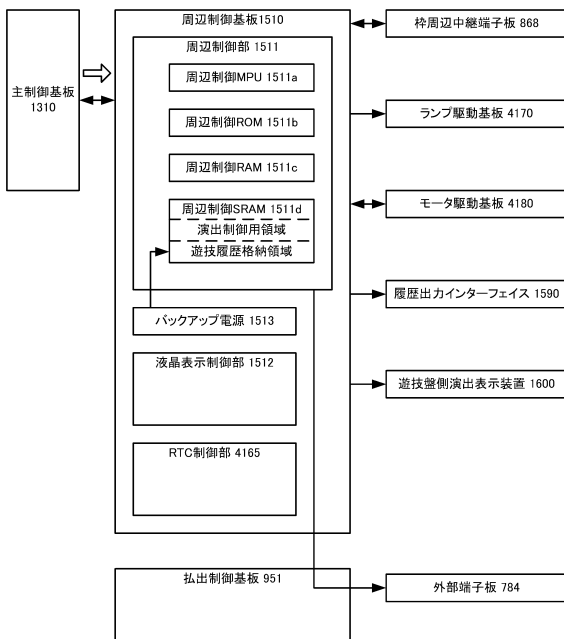 周辺制御基板1510
周辺制御部 1511
周辺制御MPU 1511a
周辺制御ROM 1511b
周辺制御RAM 1511c
周辺制御SRAM 1511d
演出制御用領域
遊技履歴格納領域
バックアップ電源 1513
液晶表示制御部 1512
RTC制御部 4165
払出制御基板 951
主制御基板
1310
枠周辺中継端子板 868
ランプ駆動基板 4170
モータ駆動基板 4180
履歴出力インターフェイス 1590
遊技盤側演出表示装置 1600
外部端子板 784